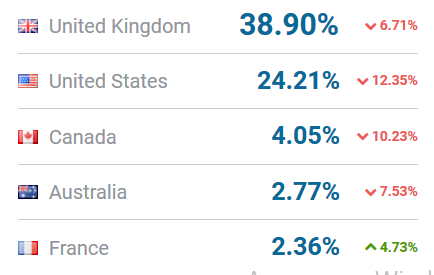 United Kingdom 38.90% 6.71%
United States 24.21% 12.35%
Canada 4.05% 10.23%
Australia 2.77% 7.53%
France 2.36% 4.73%